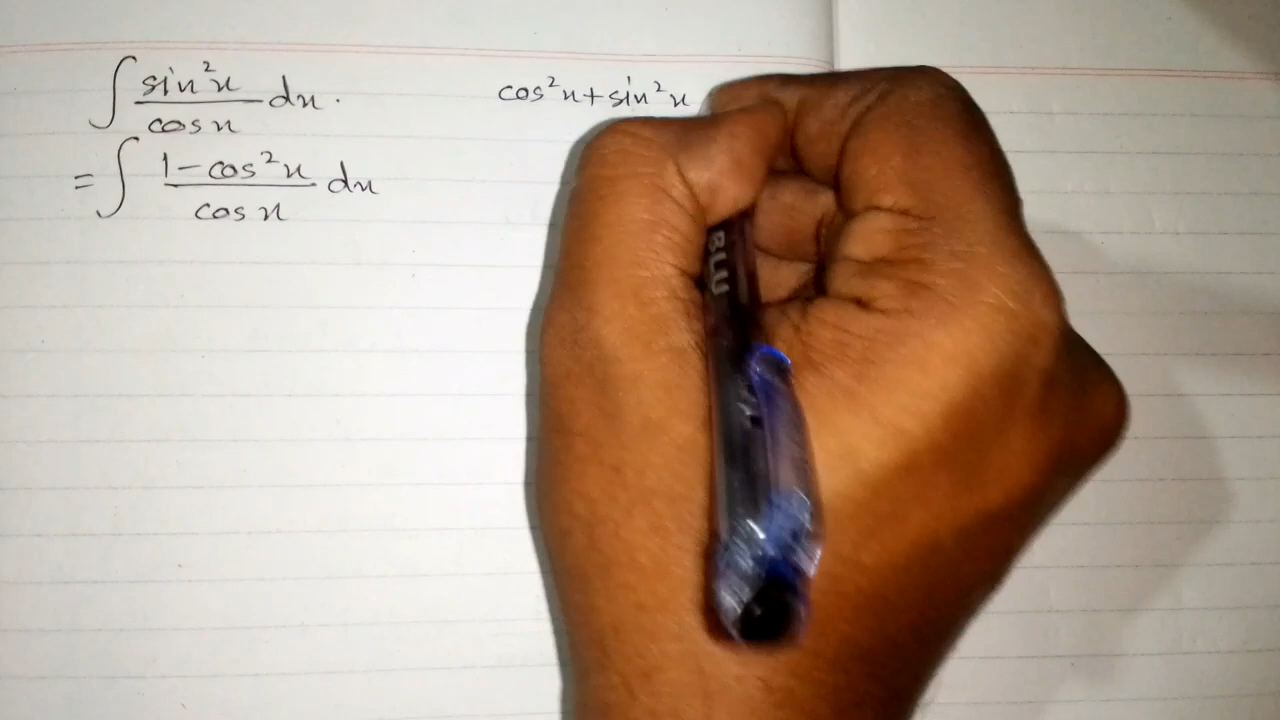 ∫ sin²x / cos x dx.
cos²x + sin²x
= ∫ 1 - cos²x / cos x dx
BLU